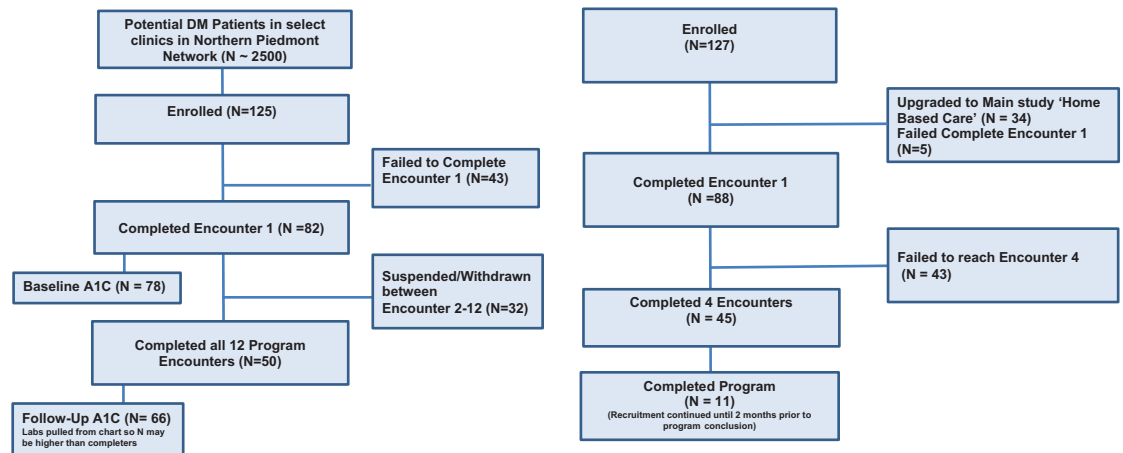 Potential DM Patients in select
clinics in Northern Piedmont
Network (N ~ 2500)
Enrolled (N=125)
Failed to Complete
Encounter 1 (N=43)
Completed Encounter 1 (N =82)
Baseline A1C (N = 78)
Suspended/Withdrawn
between
Encounter 2-12 (N=32)
Completed all 12 Program
Encounters (N=50)
Follow-Up A1C (N= 66)
Labs pulled from chart so N may
be higher than completers
Enrolled
(N=127)
Upgraded to Main study ‘Home
Based Care’ (N = 34)
Failed Complete Encounter 1
(N=5)
Completed Encounter 1
(N =88)
Failed to reach Encounter 4
(N = 43)
Completed 4 Encounters
(N = 45)
Completed Program
(N = 11)
(Recruitment continued until 2 months prior to
program conclusion)